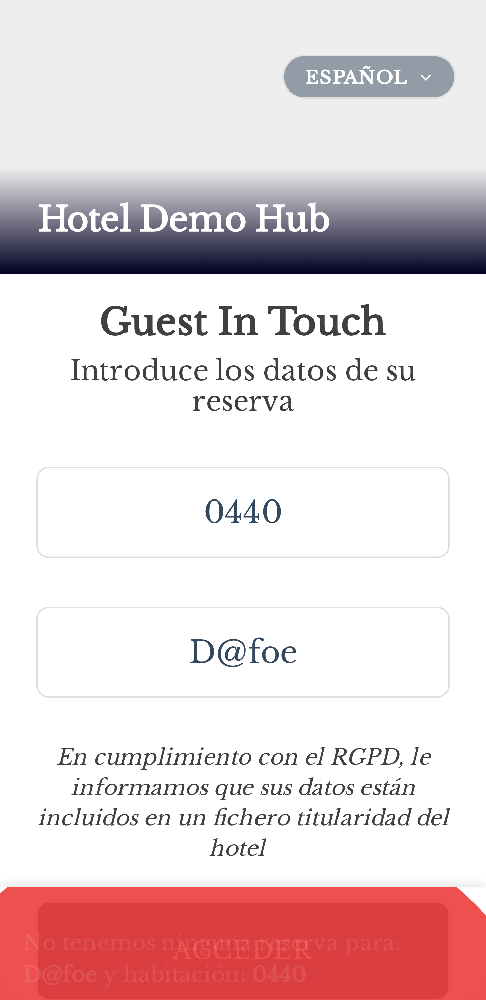 ESPAÑOL
Hotel Demo Hub
Guest In Touch
Introduce los datos de su
reserva
0440
D@foe
En cumplimiento con el RGPD, le
informamos que sus datos están
incluidos en un fichero titularidad del
hotel
No tenemos ninguna reserva para:
ACCEDER
D@foe y habitación: 0440